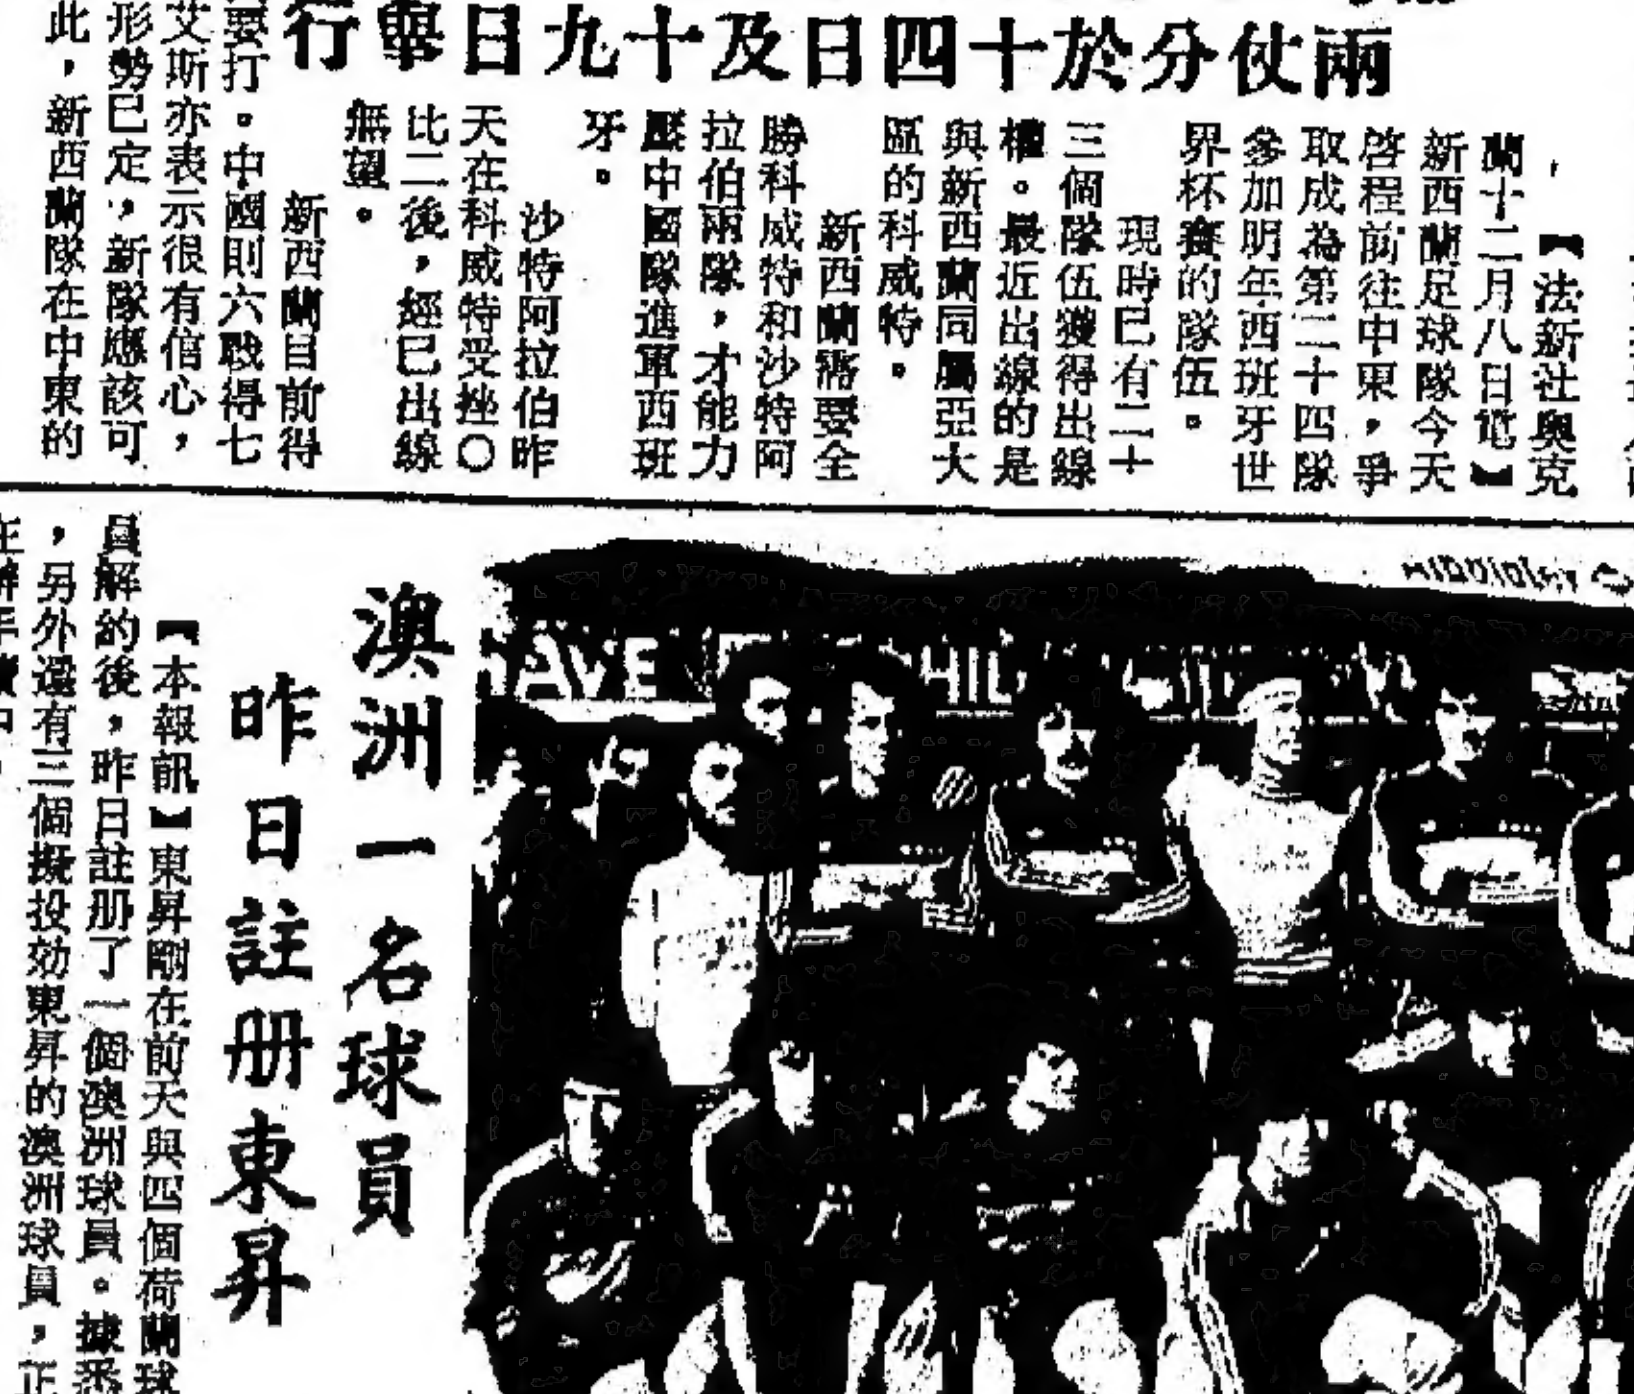 兩仗分於十四日及十九日舉行
【法新社奧克
蘭十二月八日電】
新西蘭足球隊今天
啓程前往中東，爭
取成為第二十四隊
參加明年西班牙世
界杯賽的隊伍。
現時已有二十
三個隊伍獲得出線
權。最近出線的是
與新西蘭同屬亞大
區的科威特。
新西蘭需要全
勝科威特和沙特阿
拉伯兩隊，才能力
壓中國隊進軍西班
牙。
沙特阿拉伯昨
天在科威特受挫〇
比二後，經已出線
無望。
新西蘭目前得
要打。中國則六戰得七
艾斯亦表示很有信心，
形勢已定，新隊應該可
此，新西蘭隊在中東的
AVE
HIL
澳洲一名球員
昨日註册東昇
【本報訊】東昇剛在前天與四個荷蘭球
員解約後，昨日註册了一個澳洲球員。據悉
，另外還有三個擬投効東昇的澳洲球員，正